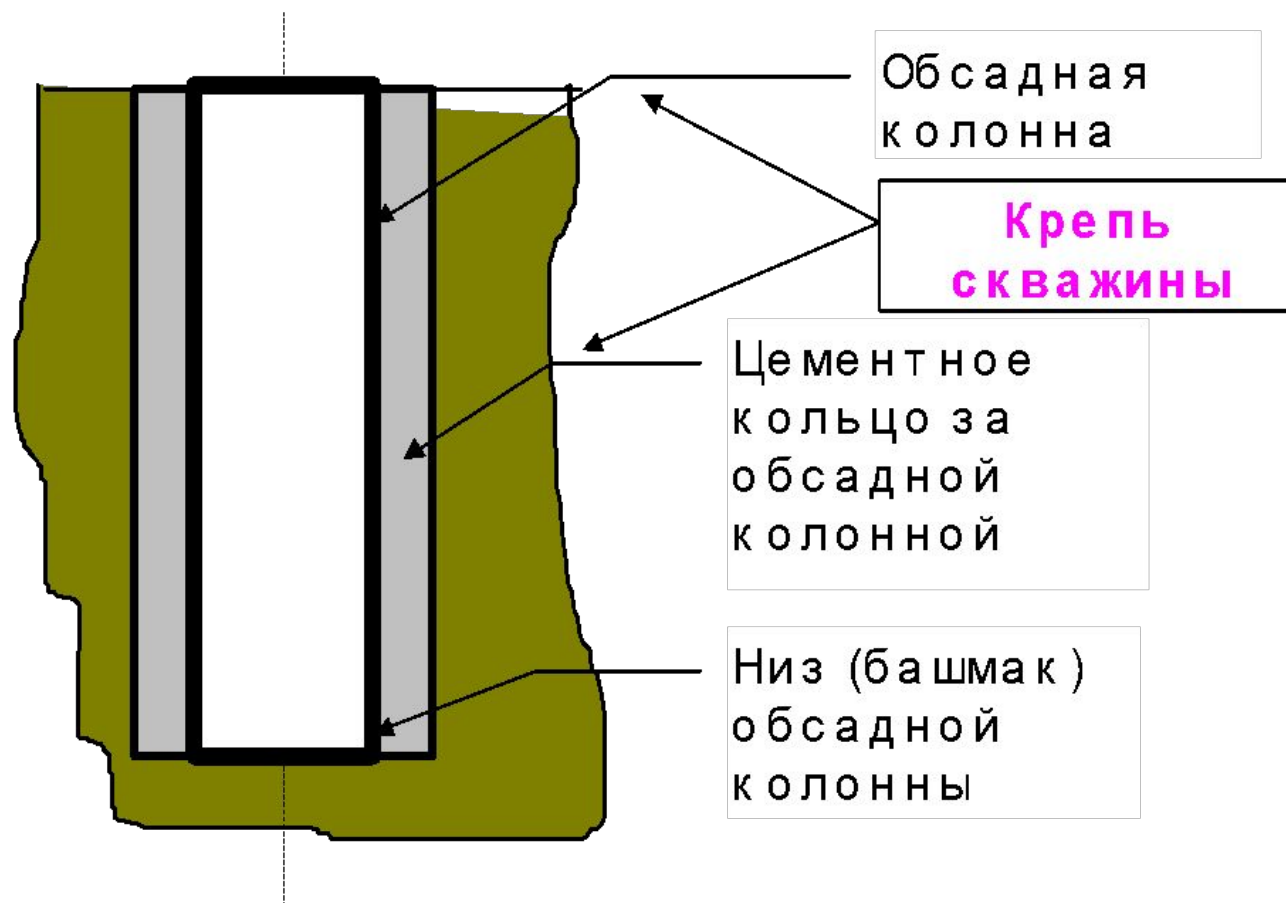 Обсадная
колонна
Крепь
скважины
Цементное
кольцо за
обсадной
колонной
Низ (башмак)
обсадной
колонны